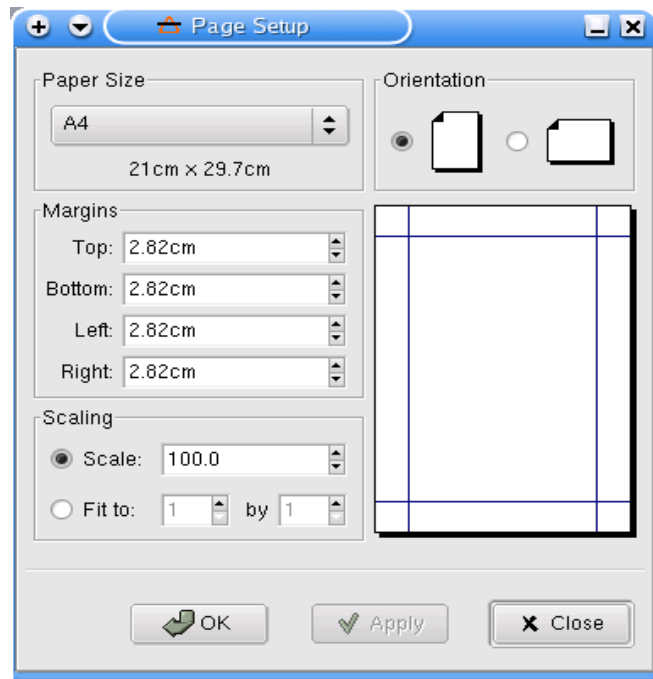 Page Setup
Paper Size
A4
21cm × 29.7cm
Orientation
Margins
Top: 2.82cm
Bottom: 2.82cm
Left: 2.82cm
Right: 2.82cm
Scaling
Scale: 100.0
Fit to: 1 by 1
OK Apply Close